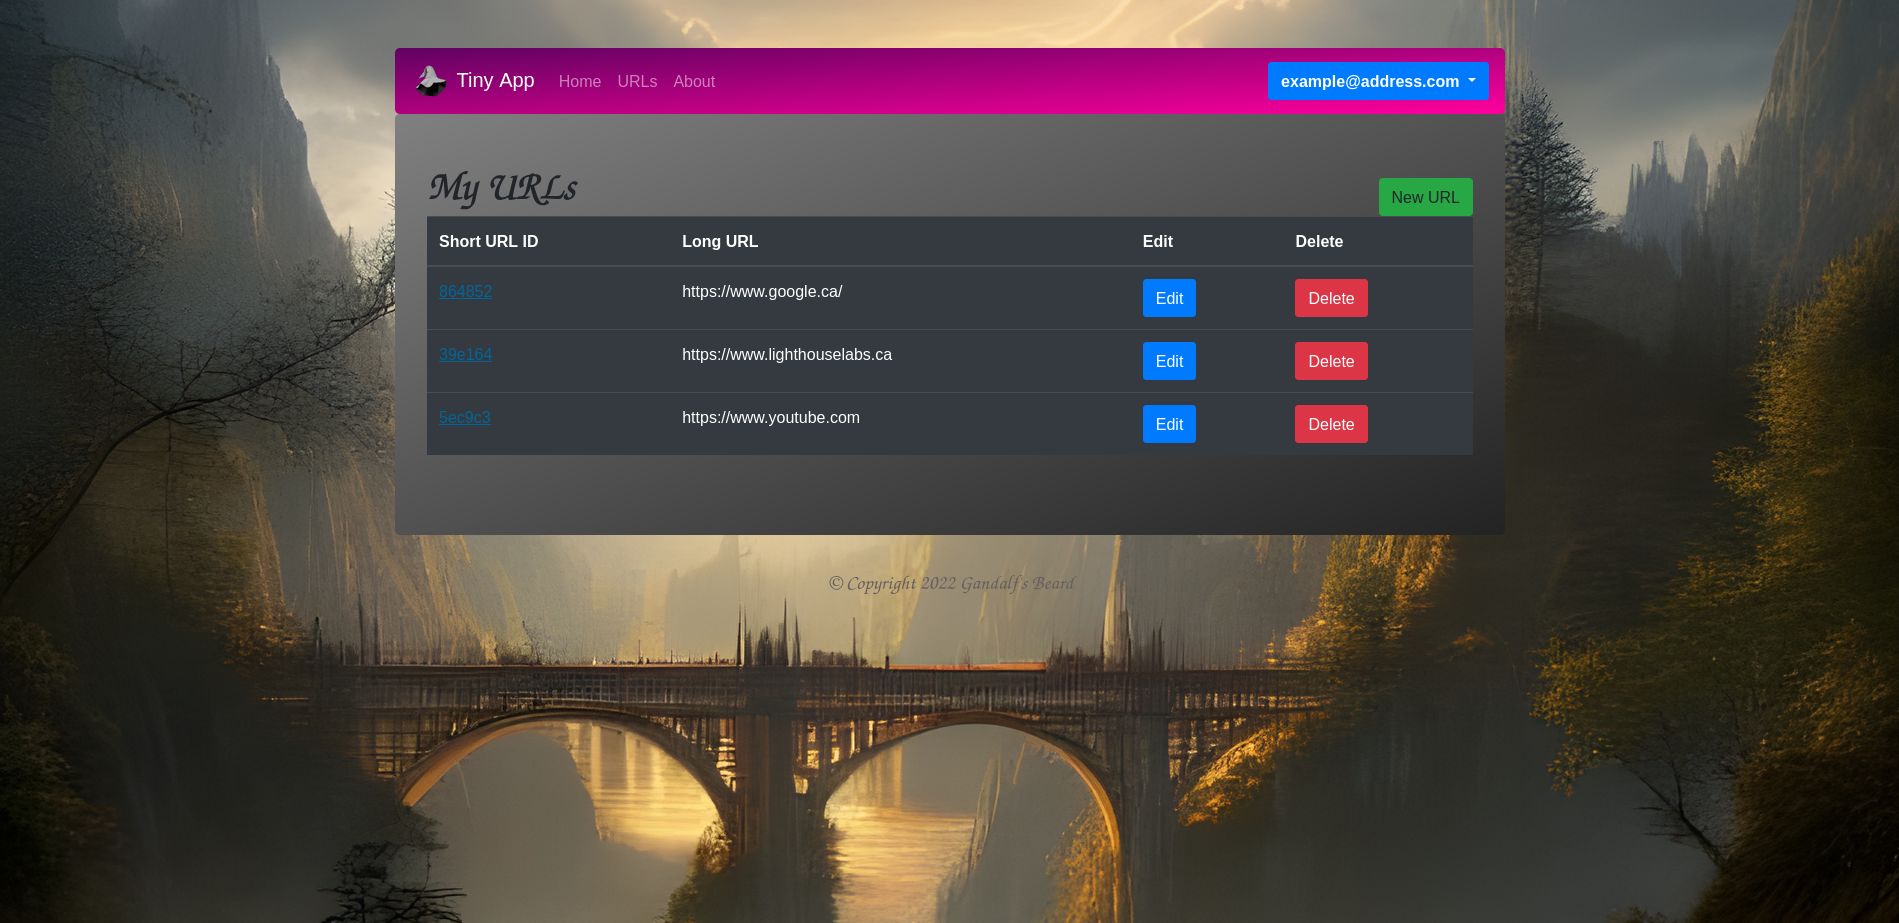 Tiny App Home URLs About example@address.com
My URLs
New URL
Short URL ID Long URL Edit Delete
864852 https://www.google.ca/ Edit Delete
39e164 https://www.lighthouselabs.ca Edit Delete
5ec9c3 https://www.youtube.com Edit Delete
© Copyright 2022 Gandalf's Beard